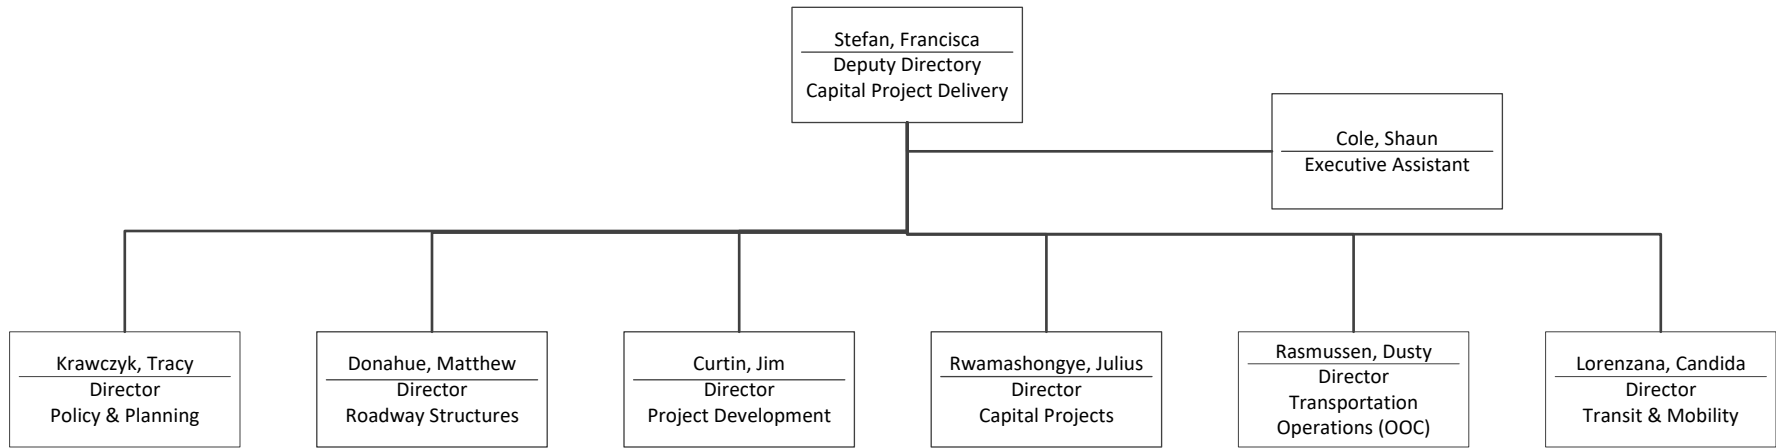 Stefan, Francisca
Deputy Directory
Capital Project Delivery
Cole, Shaun
Executive Assistant
Krawczyk, Tracy
Director
Policy & Planning
Donahue, Matthew
Director
Roadway Structures
Curtin, Jim
Director
Project Development
Rwamashongye, Julius
Director
Capital Projects
Rasmussen, Dusty
Director
Transportation
Operations (OOC)
Lorenzana, Candida
Director
Transit & Mobility